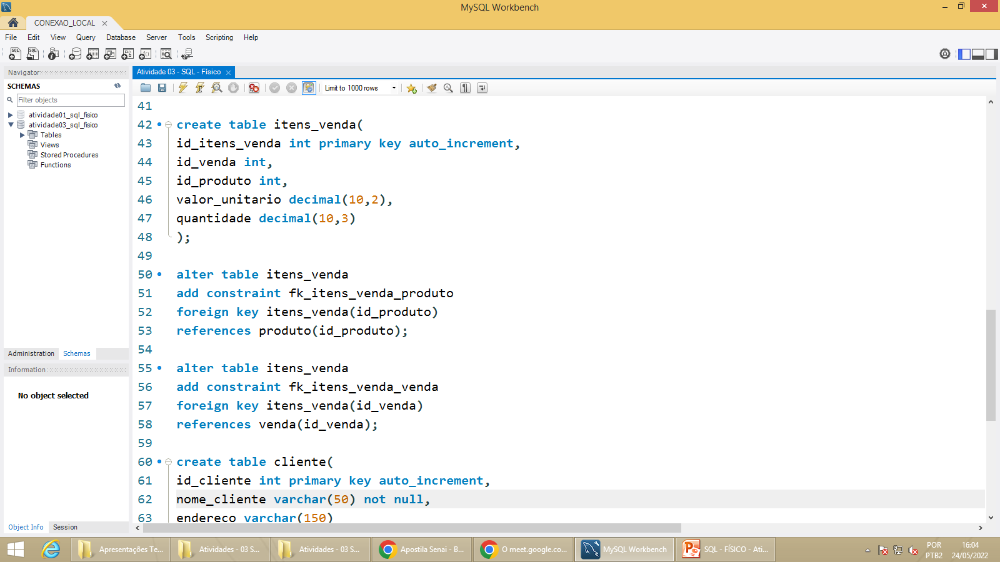 MySQL Workbench
CONEXAO_LOCAL
File Edit View Query Database Server Tools Scripting Help
Navigator
SCHEMAS
Filter objects
atividade01_sql_fisico
atividade03_sql_fisico
Tables
Views
Stored Procedures
Functions
Administration Schemas
Information
No object selected
Object Info Session
Atividade 03 - SQL - Físico
Limit to 1000 rows
41
42 create table itens_venda(
43 id_itens_venda int primary key auto_increment,
44 id_venda int,
45 id_produto int,
46 valor_unitario decimal(10,2),
47 quantidade decimal(10,3)
48 );
49
50 alter table itens_venda
51 add constraint fk_itens_venda_produto
52 foreign key itens_venda(id_produto)
53 references produto(id_produto);
54
55 alter table itens_venda
56 add constraint fk_itens_venda_venda
57 foreign key itens_venda(id_venda)
58 references venda(id_venda);
59
60 create table cliente(
61 id_cliente int primary key auto_increment,
62 nome_cliente varchar(50) not null,
63 endereco varchar(150)
Apresentações Te...
Atividades - 03 S...
Atividades - 03 S...
Apostila Senai - B...
O meet.google.co...
MySQL Workbench
SQL - FÍSICO - Ati...
POR
PTB2
16:04
24/05/2022